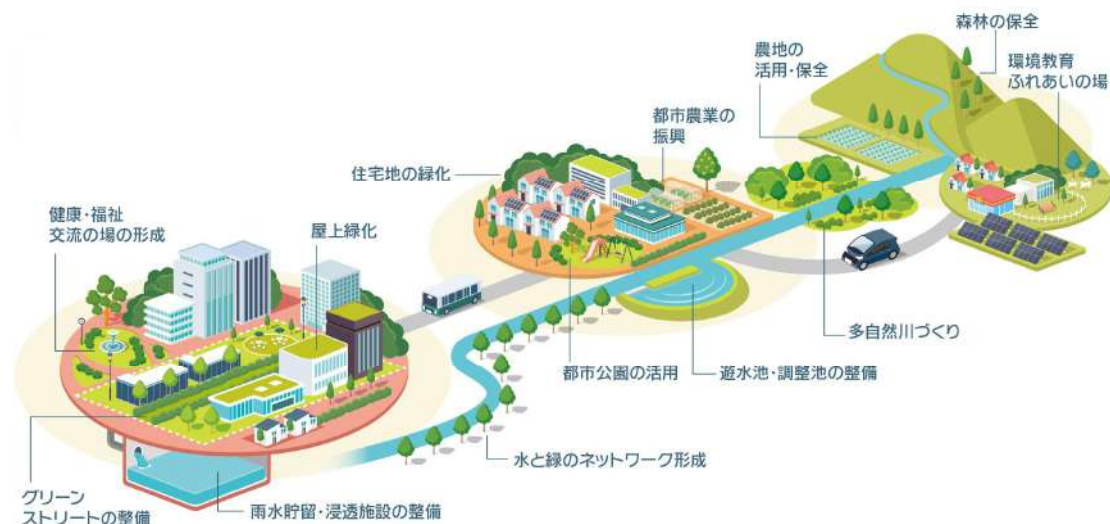 森林の保全
農地の
活用・保全
環境教育
ふれあいの場
都市農業の
振興
住宅地の緑化
健康・福祉
交流の場の形成
屋上緑化
多自然川づくり
都市公園の活用
遊水池・調整池の整備
水と緑のネットワーク形成
グリーン
ストリートの整備
雨水貯留・浸透施設の整備